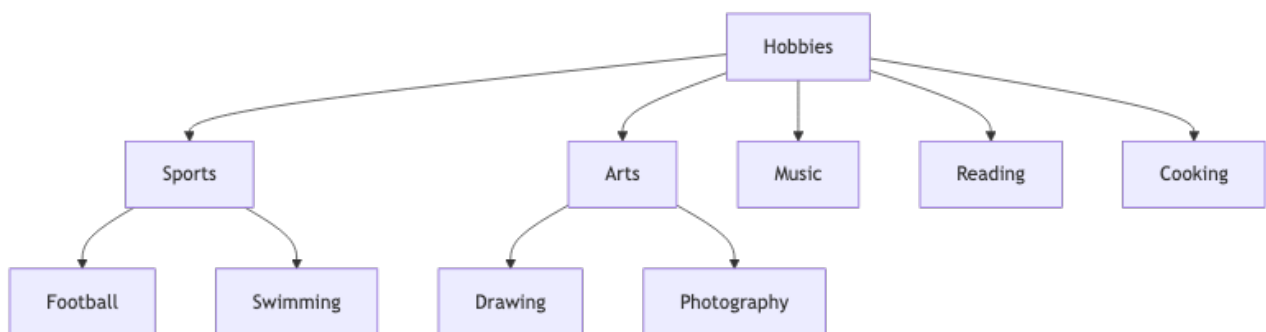 Hobbies
Sports
Arts
Music
Reading
Cooking
Football
Swimming
Drawing
Photography